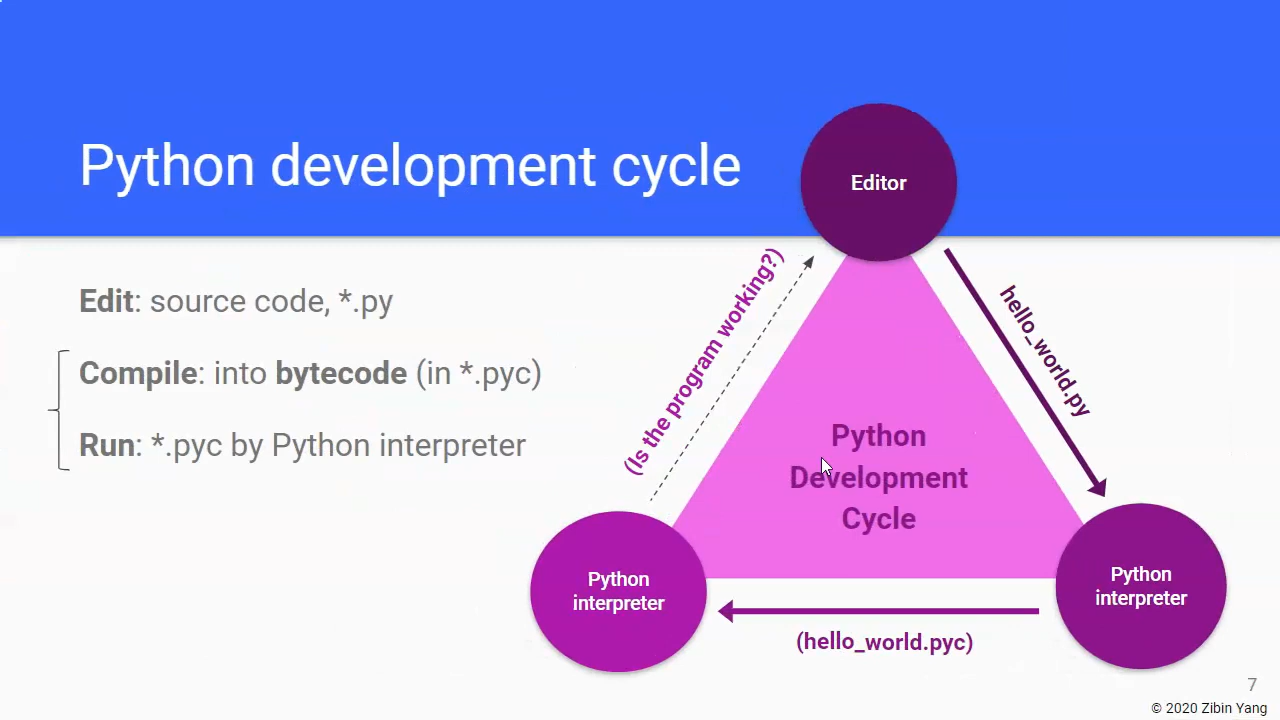 Python development cycle
Editor
Edit: source code, *.py
Compile: into bytecode (in *.pyc)
Run: *.pyc by Python interpreter
(Is the program working?)
hello_world.py
Python
Development
Cycle
Python
interpreter
Python
interpreter
(hello_world.pyc)
7
© 2020 Zibin Yang